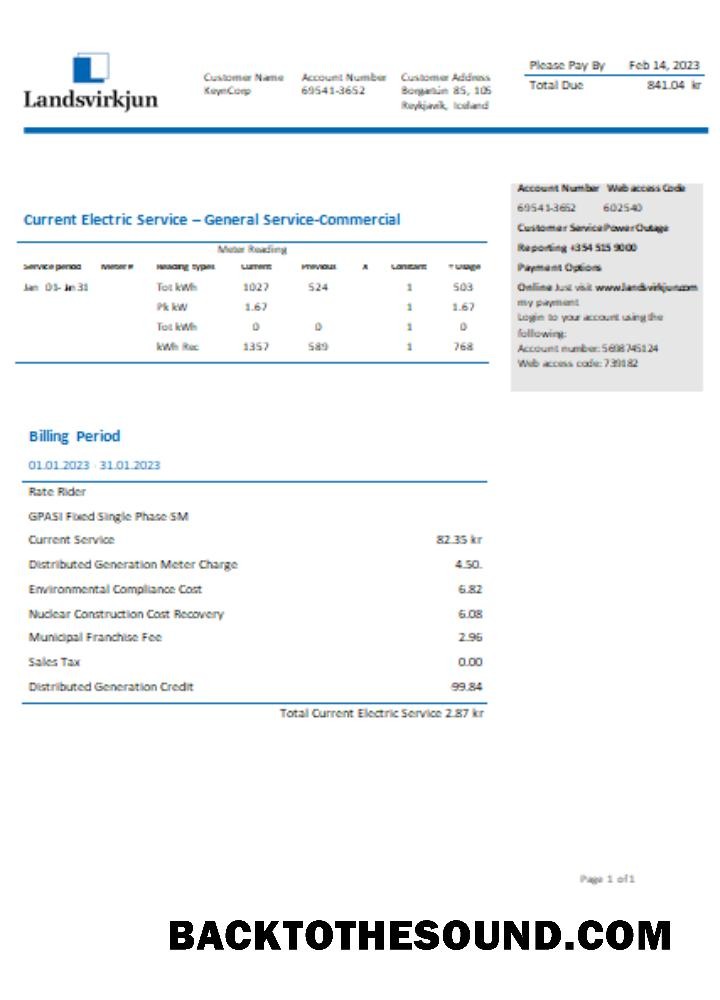 Landsvirkjun
Customer Name Account Number Customer Address
KeynCorp 69541-3652 Borgartún 85, 105
Reykjavík, Iceland
Please Pay By Feb 14, 2023
Total Due 841.04 kr
Current Electric Service – General Service-Commercial
Meter Reading
Service period Meter # Reading types Current Previous X Constant = Usage
Jan 01- Jan 31 Tot kWh 1027 524 1 503
Pk kW 1.67 1 1.67
Tot kWh 0 0 1 0
kWh Rec 1357 589 1 768
Account Number Web access Code
69541-3652 602540
Customer Service Power Outage
Reporting +354 515 9000
Payment Options
Online Just visit www.landsvirkjun.com
my payment
Login to your account using the
following:
Account number: 5698745124
Web access code: 739182
Billing Period
01.01.2023 - 31.01.2023
Rate Rider
GPASI Fixed Single Phase SM
Current Service 82.35 kr
Distributed Generation Meter Charge 4.50.
Environmental Compliance Cost 6.82
Nuclear Construction Cost Recovery 6.08
Municipal Franchise Fee 2.96
Sales Tax 0.00
Distributed Generation Credit -99.84
Total Current Electric Service 2.87 kr
Page 1 of 1
BACKTOTHESOUND.COM